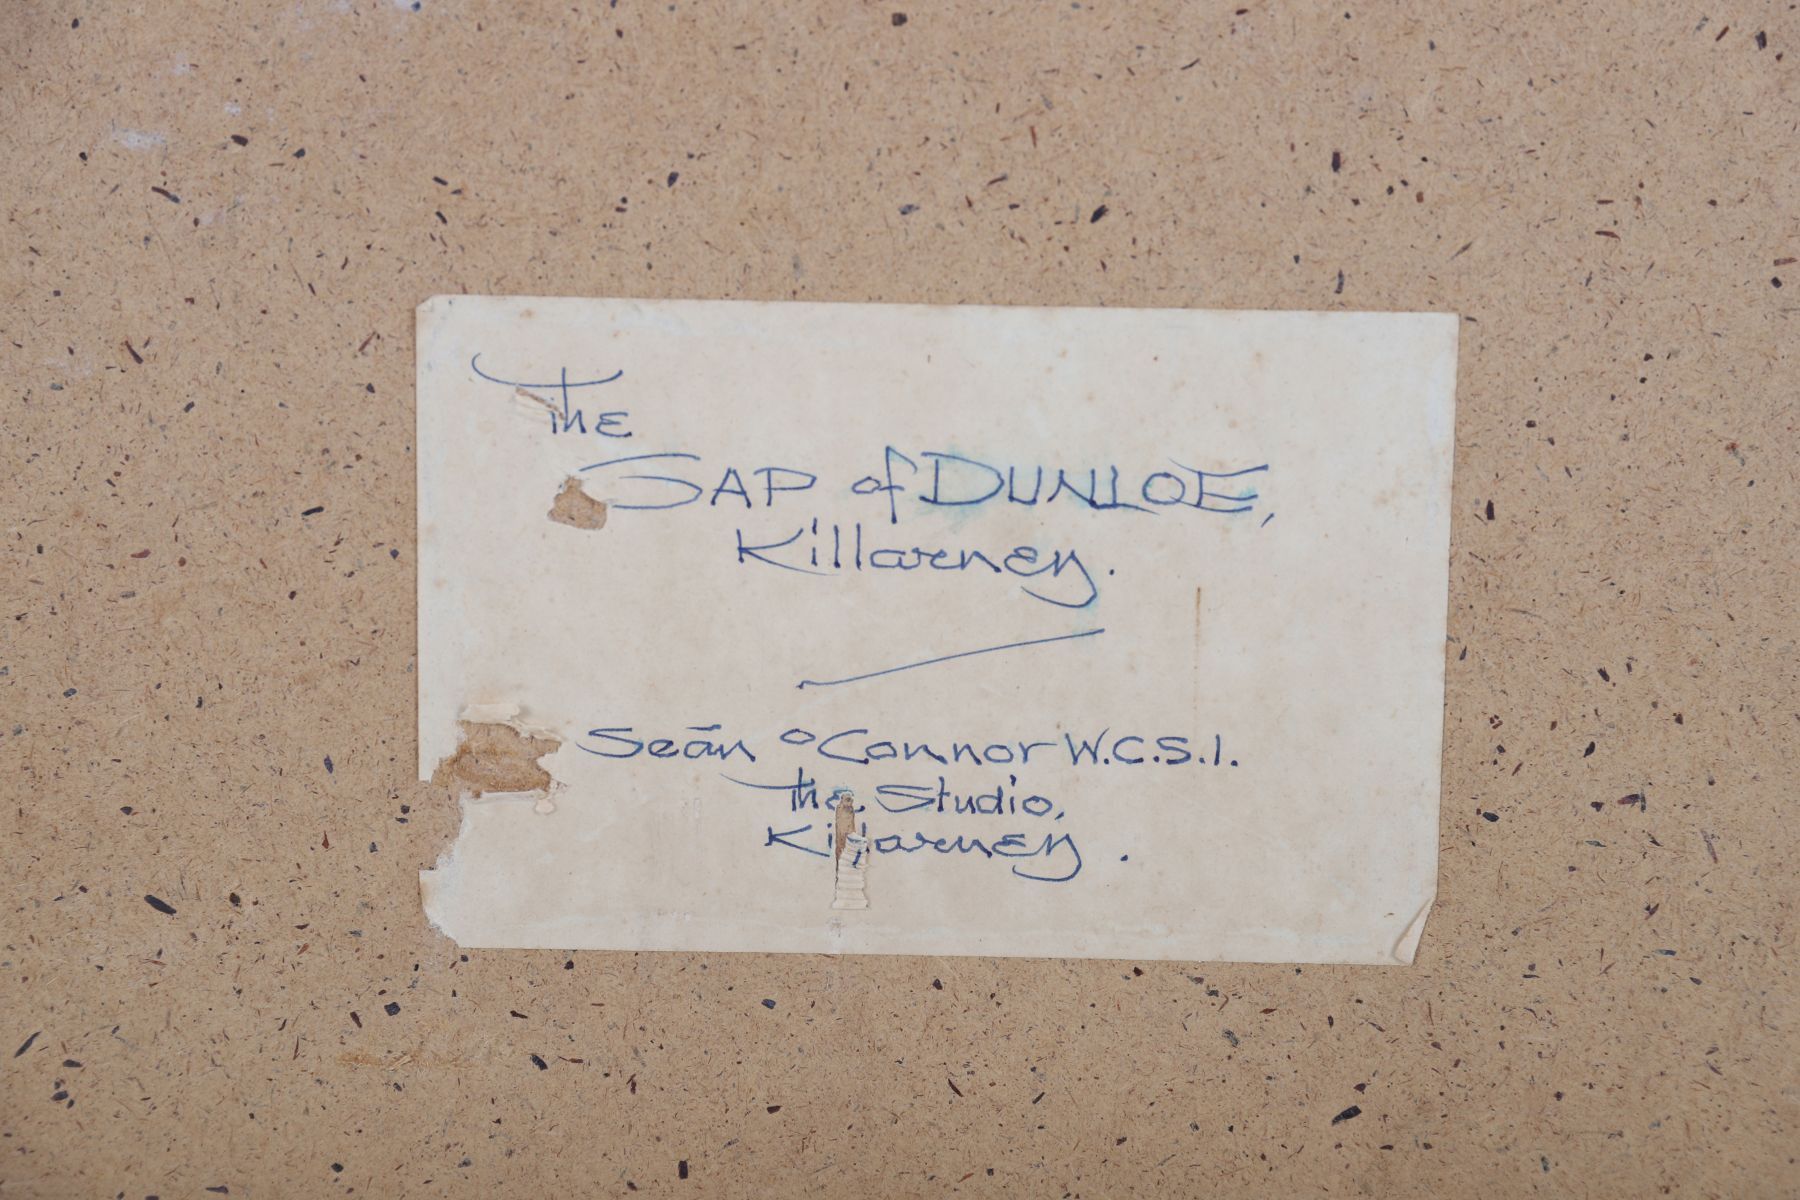 The
GAP of DUNLOE,
Killarney.
Seán O'Connor W.C.S.I.
The Studio,
Killarney.